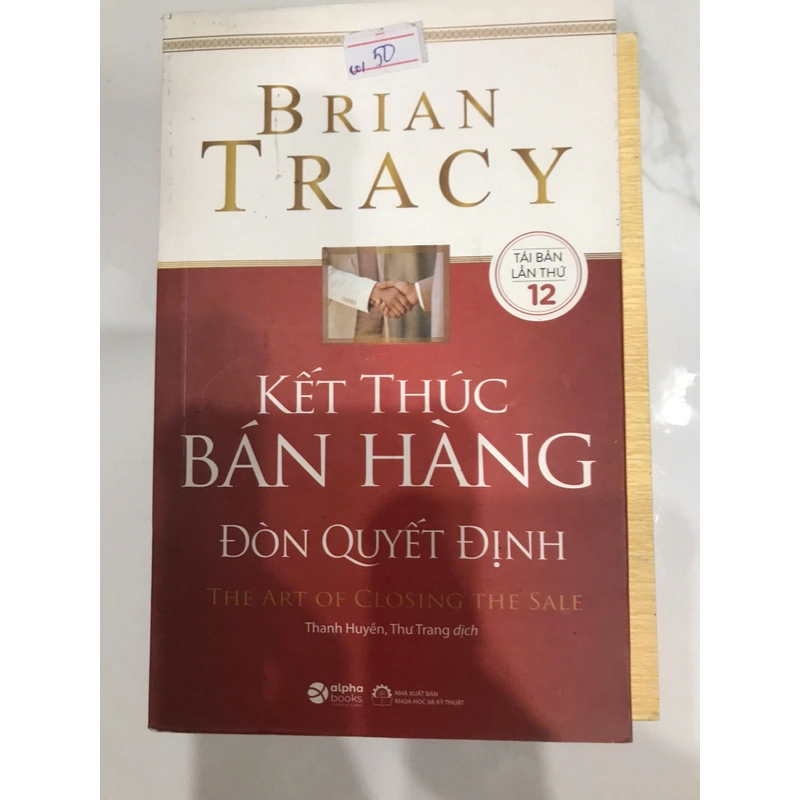 50
BRIAN
TRACY
TÁI BẢN
LẦN THỨ
12
KẾT THÚC
BÁN HÀNG
ĐÒN QUYẾT ĐỊNH
THE ART OF CLOSING THE SALE
Thanh Huyền, Thư Trang dịch
alpha
books
NHÀ XUẤT BẢN
KHOA HỌC VÀ KỸ THUẬT